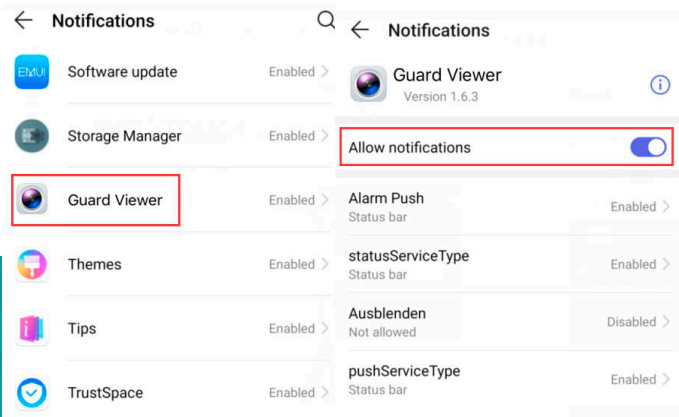 Notifications
EMUI
Software update
Enabled
Storage Manager
Enabled
Guard Viewer
Enabled
Themes
Enabled
Tips
Enabled
TrustSpace
Enabled
Notifications
Guard Viewer
Version 1.6.3
Allow notifications
Alarm Push
Status bar
Enabled
statusServiceType
Status bar
Enabled
Ausblenden
Not allowed
Disabled
pushServiceType
Status bar
Enabled